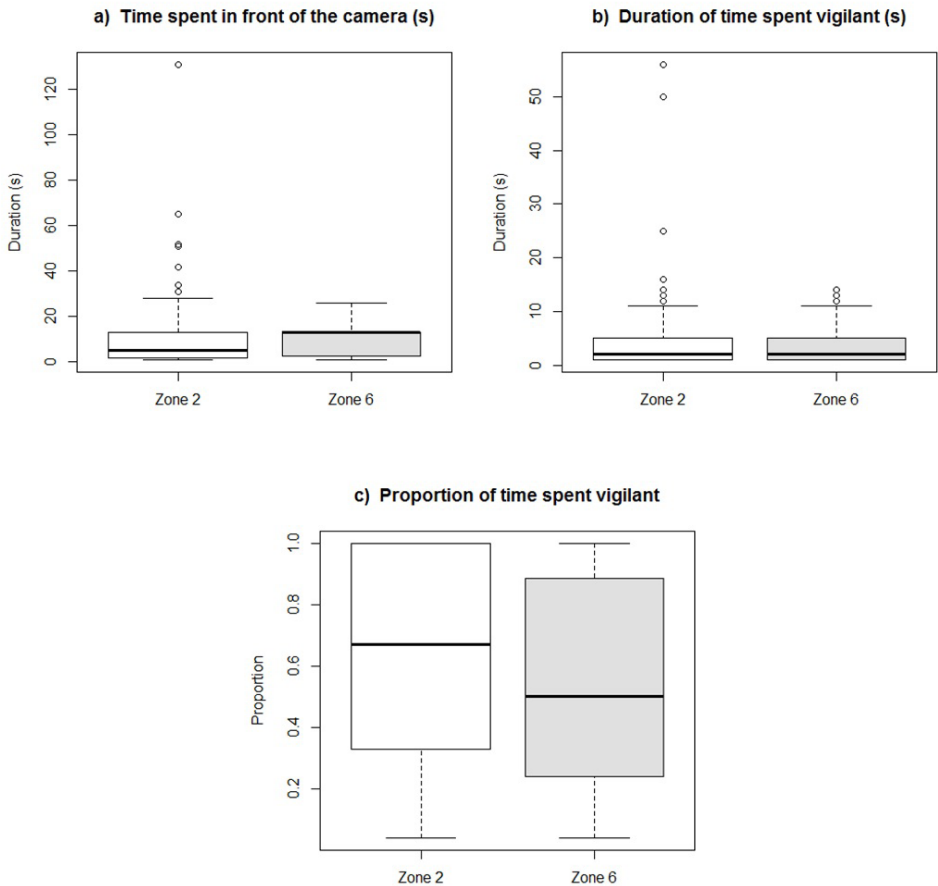 a) Time spent in front of the camera (s)
Duration (s)
120
100
80
60
40
20
0
Zone 2 Zone 6
b) Duration of time spent vigilant (s)
Duration (s)
50
40
30
20
10
0
Zone 2 Zone 6
c) Proportion of time spent vigilant
Proportion
1.0
0.8
0.6
0.4
0.2
Zone 2 Zone 6